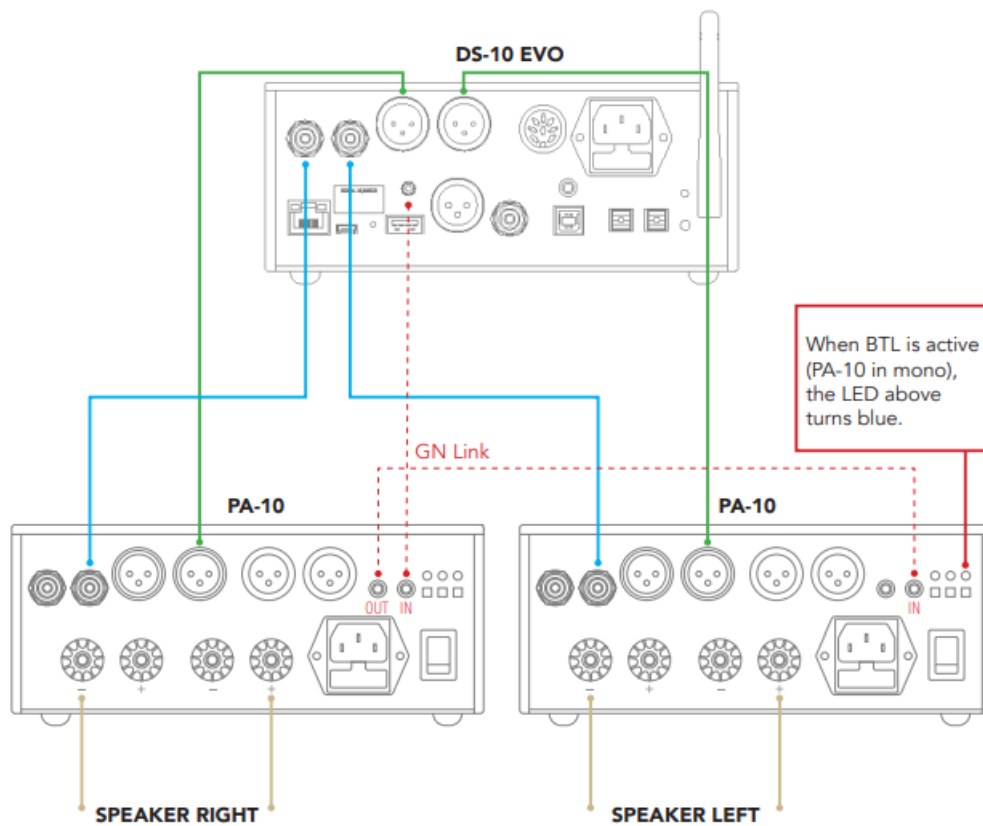 DS-10 EVO
When BTL is active
(PA-10 in mono),
the LED above
turns blue.
GN Link
PA-10
PA-10
OUT IN
IN
− + − +
− + − +
SPEAKER RIGHT
SPEAKER LEFT